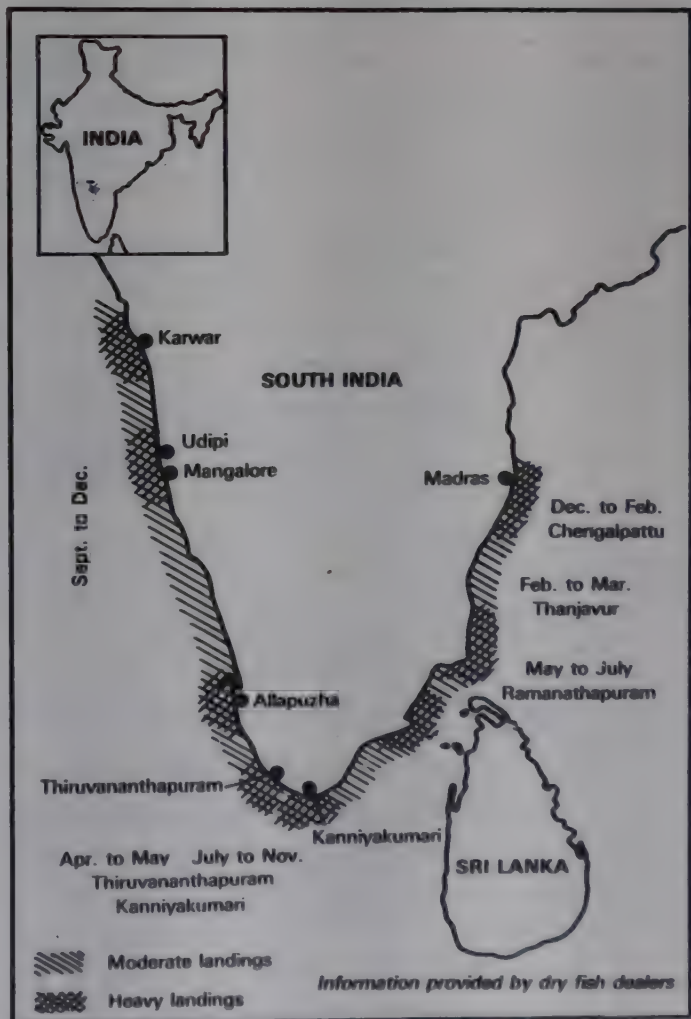 INDIA
Karwar
SOUTH INDIA
Udipi
Mangalore
Madras
Sept. to Dec.
Dec. to Feb.
Chengalpattu
Feb. to Mar.
Thanjavur
May to July
Ramanathapuram
Allapuzha
Thiruvananthapuram
Kanniyakumari
Apr. to May July to Nov.
Thiruvananthapuram
Kanniyakumari
SRI LANKA
Moderate landings
Heavy landings
Information provided by dry fish dealers